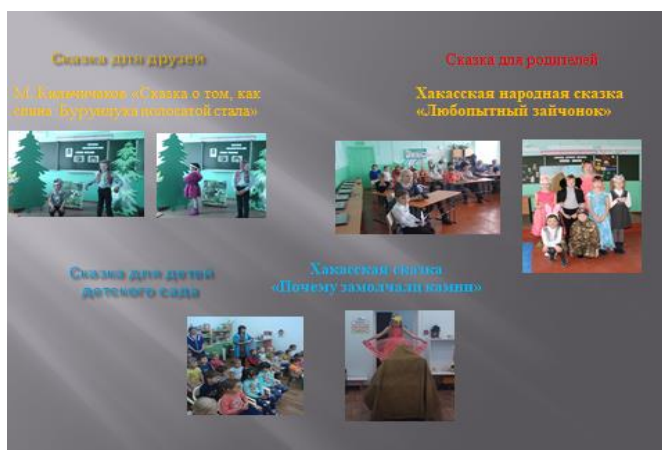 Сказка для друзей
М. Кильчичаков «Сказка о том, как
спина Бурундука полосатой стала»
Сказка для родителей
Хакасская народная сказка
«Любопытный зайчонок»
Сказка для детей
детского сада
Хакасская сказка
«Почему замолчали камни»